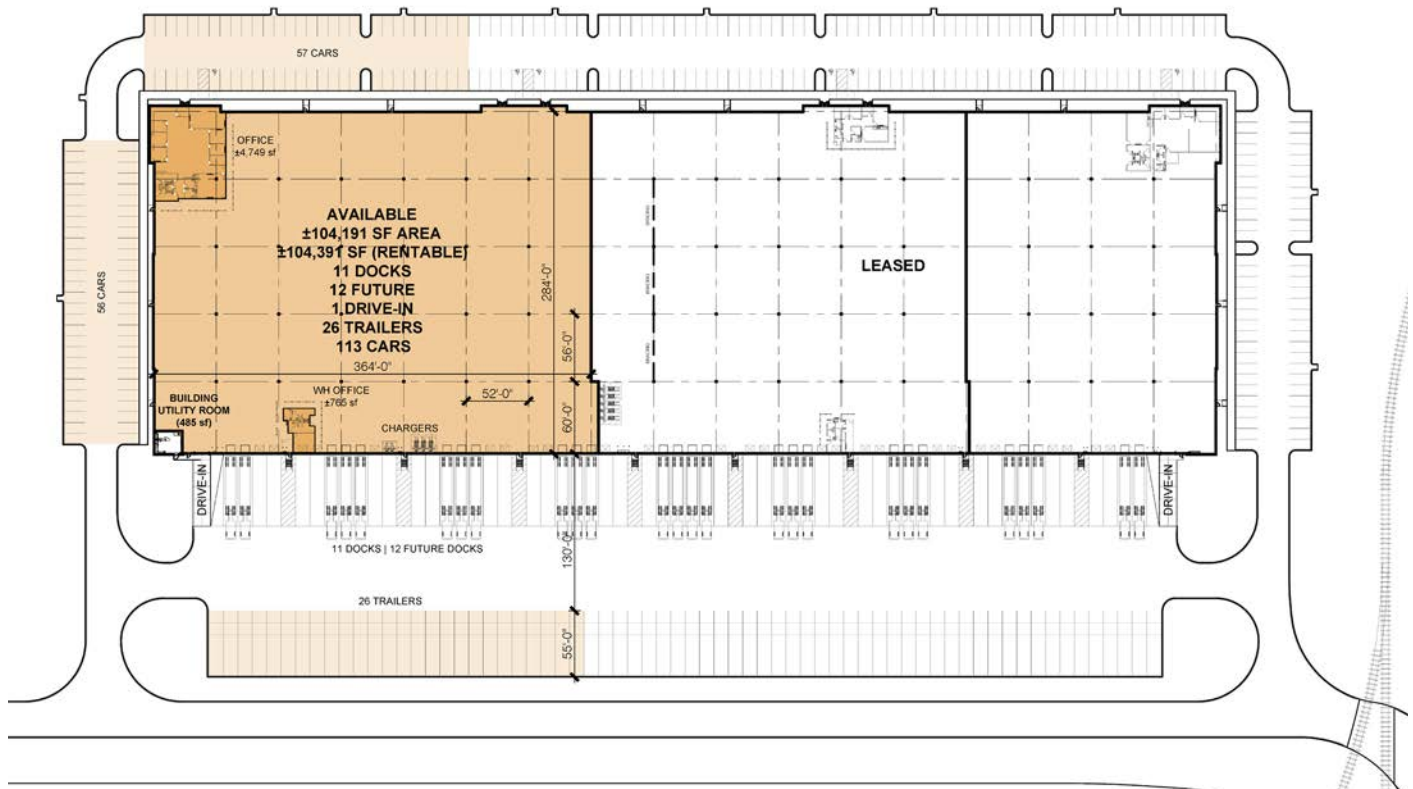 57 CARS
OFFICE
±4,749 sf
AVAILABLE
±104,191 SF AREA
±104,391 SF (RENTABLE)
11 DOCKS
12 FUTURE
1 DRIVE-IN
26 TRAILERS
113 CARS
284'-0"
LEASED
56 CARS
56'-0"
364'-0"
WH OFFICE
±765 sf
52'-0"
BUILDING
UTILITY ROOM
(485 sf)
CHARGERS
60'-0"
DRIVE-IN
DRIVE-IN
11 DOCKS | 12 FUTURE DOCKS
130'-0"
26 TRAILERS
55'-0"